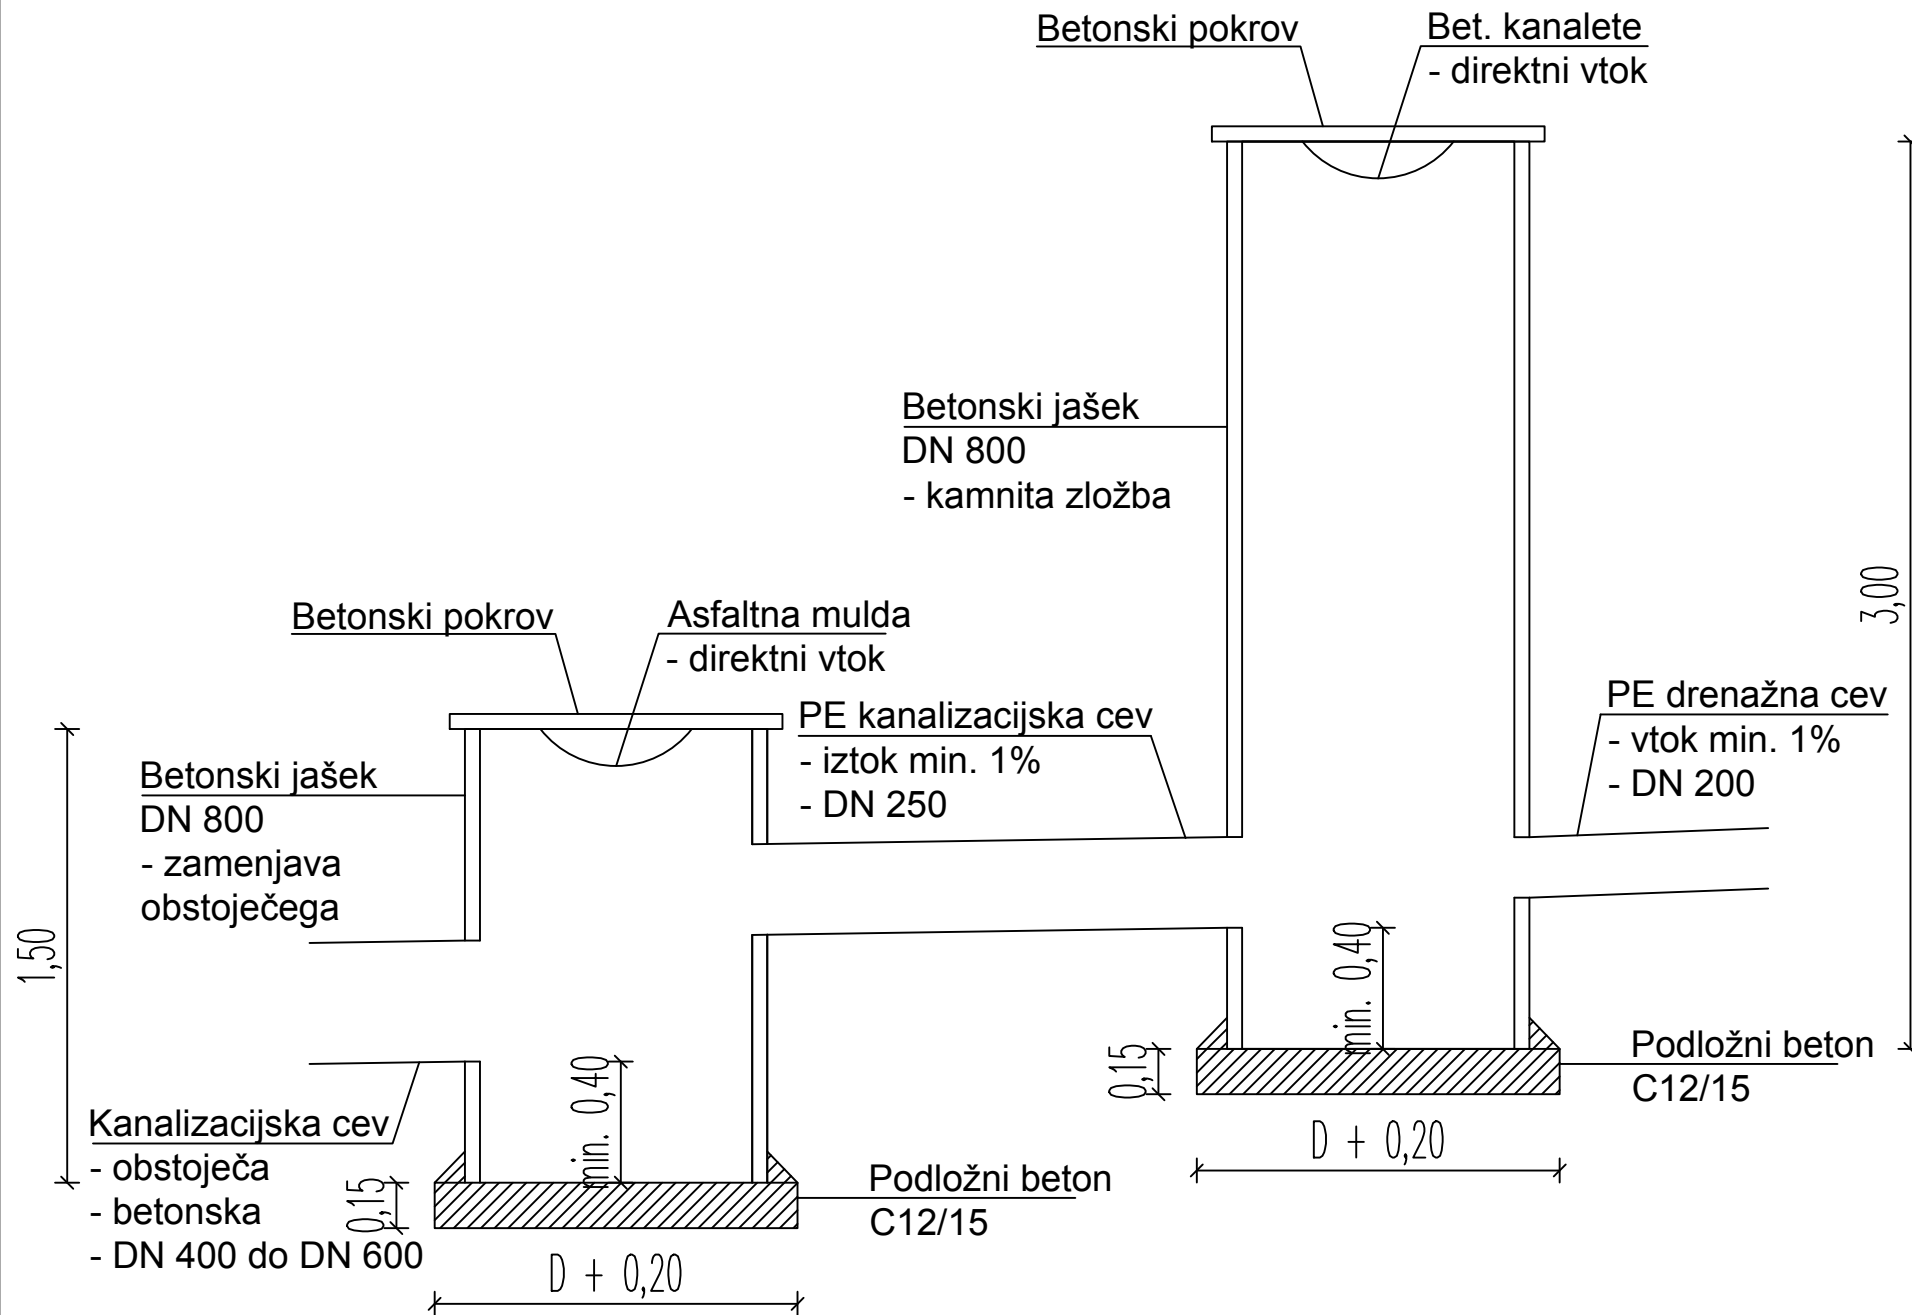 Betonski pokrov
Bet. kanalete
- direktni vtok
Betonski jašek
DN 800
- kamnita zložba
3,00
Betonski pokrov
Asfaltna mulda
- direktni vtok
PE kanalizacijska cev
- iztok min. 1%
- DN 250
PE drenažna cev
- vtok min. 1%
- DN 200
Betonski jašek
DN 800
- zamenjava
obstoječega
1,50
min. 0,40
0,15
Podložni beton
C12/15
D + 0,20
Kanalizacijska cev
- obstoječa
- betonska
- DN 400 do DN 600
min. 0,40
0,15
Podložni beton
C12/15
D + 0,20